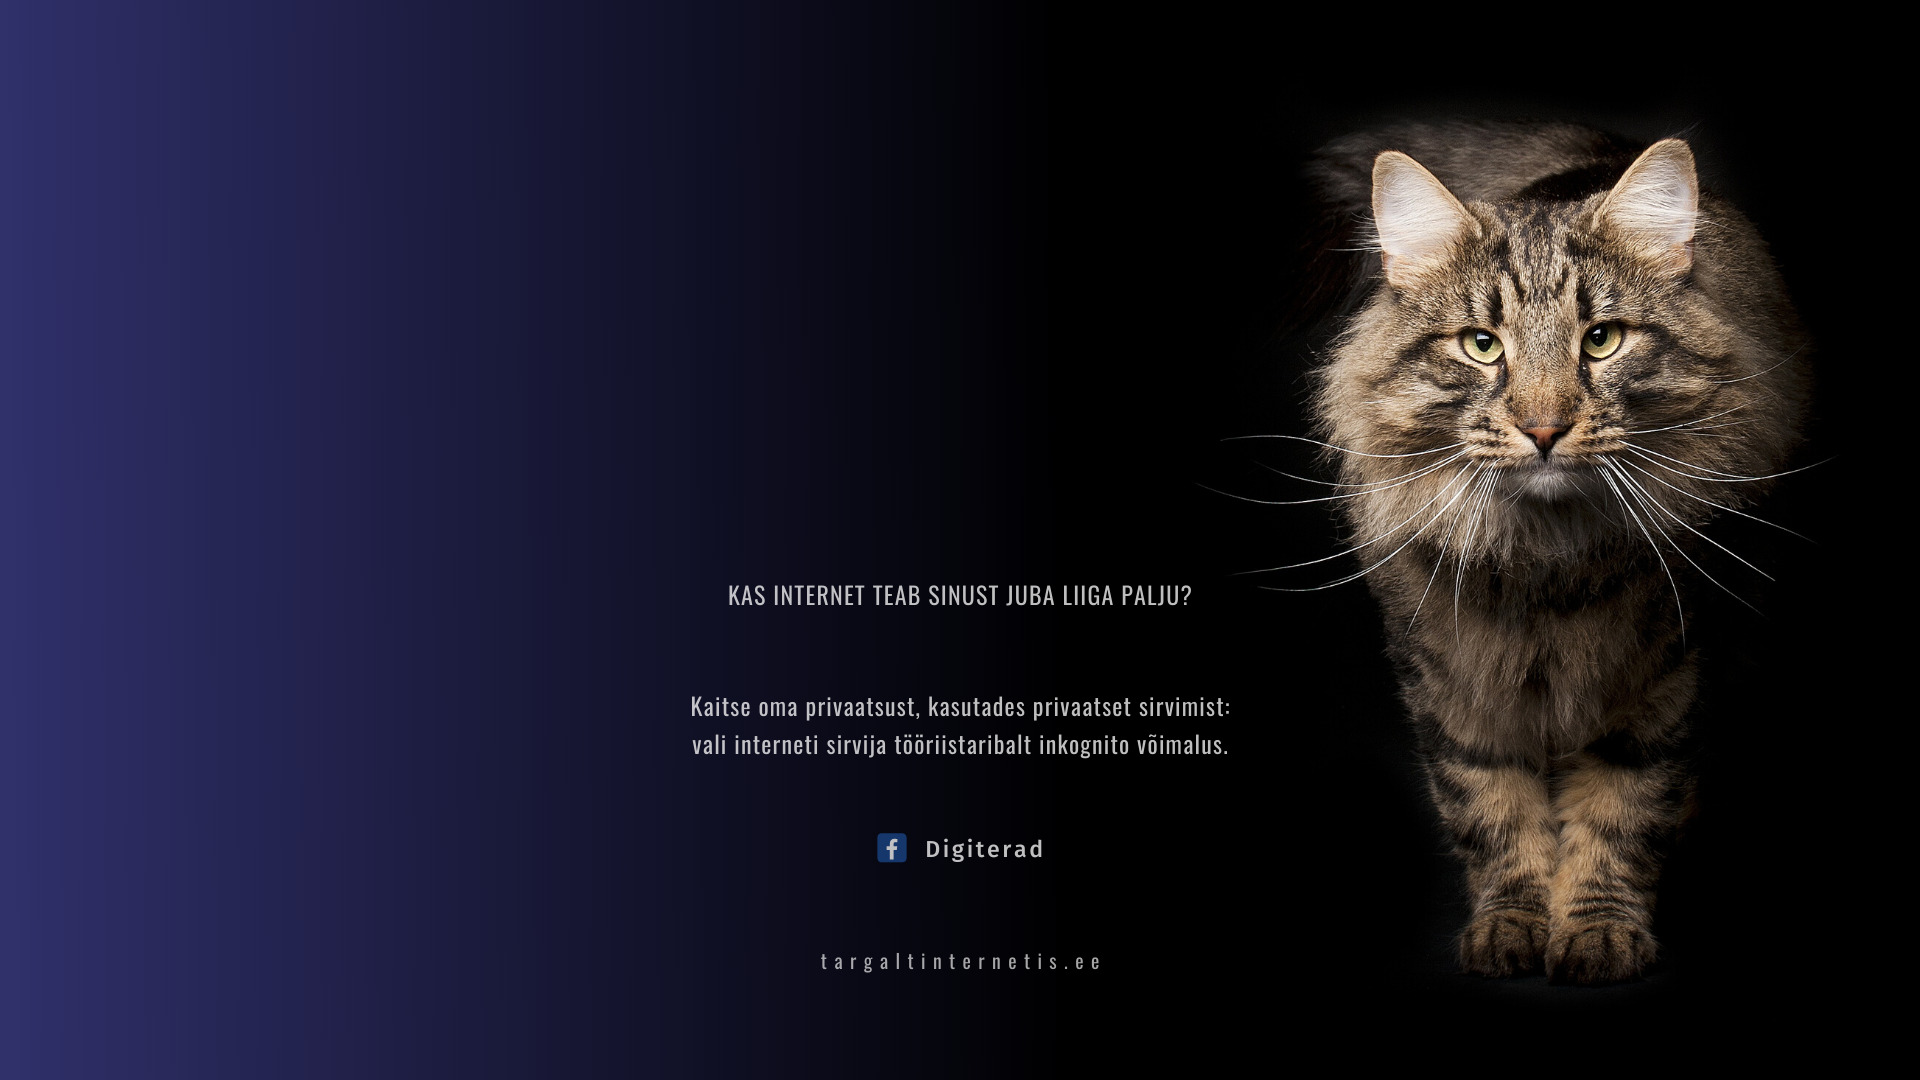 KAS INTERNET TEAB SINUST JUBA LIIGA PALJU?
Kaitse oma privaatsust, kasutades privaatset sirvimist:
vali interneti sirvija tööriistaribalt inkognito võimalus.
Digiterad
targaltinternetis.ee